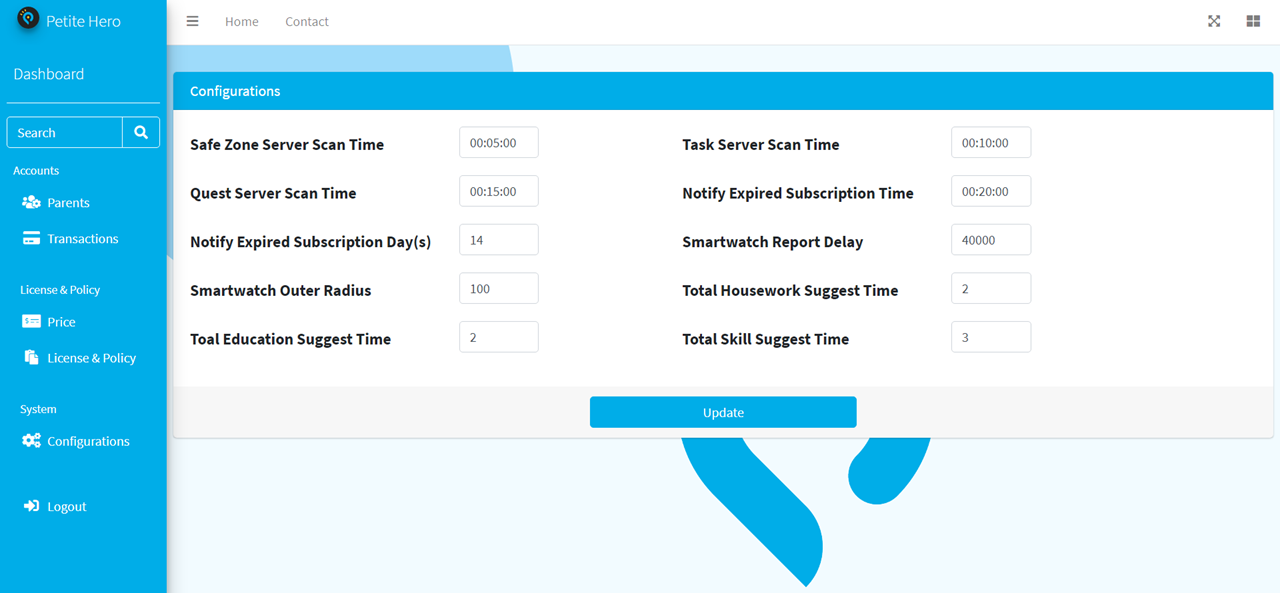 Petite Hero
Home Contact
Dashboard
Search
Accounts
Parents
Transactions
License & Policy
Price
License & Policy
System
Configurations
Logout
Configurations
Safe Zone Server Scan Time 00:05:00 Task Server Scan Time 00:10:00
Quest Server Scan Time 00:15:00 Notify Expired Subscription Time 00:20:00
Notify Expired Subscription Day(s) 14 Smartwatch Report Delay 40000
Smartwatch Outer Radius 100 Total Housework Suggest Time 2
Toal Education Suggest Time 2 Total Skill Suggest Time 3
Update